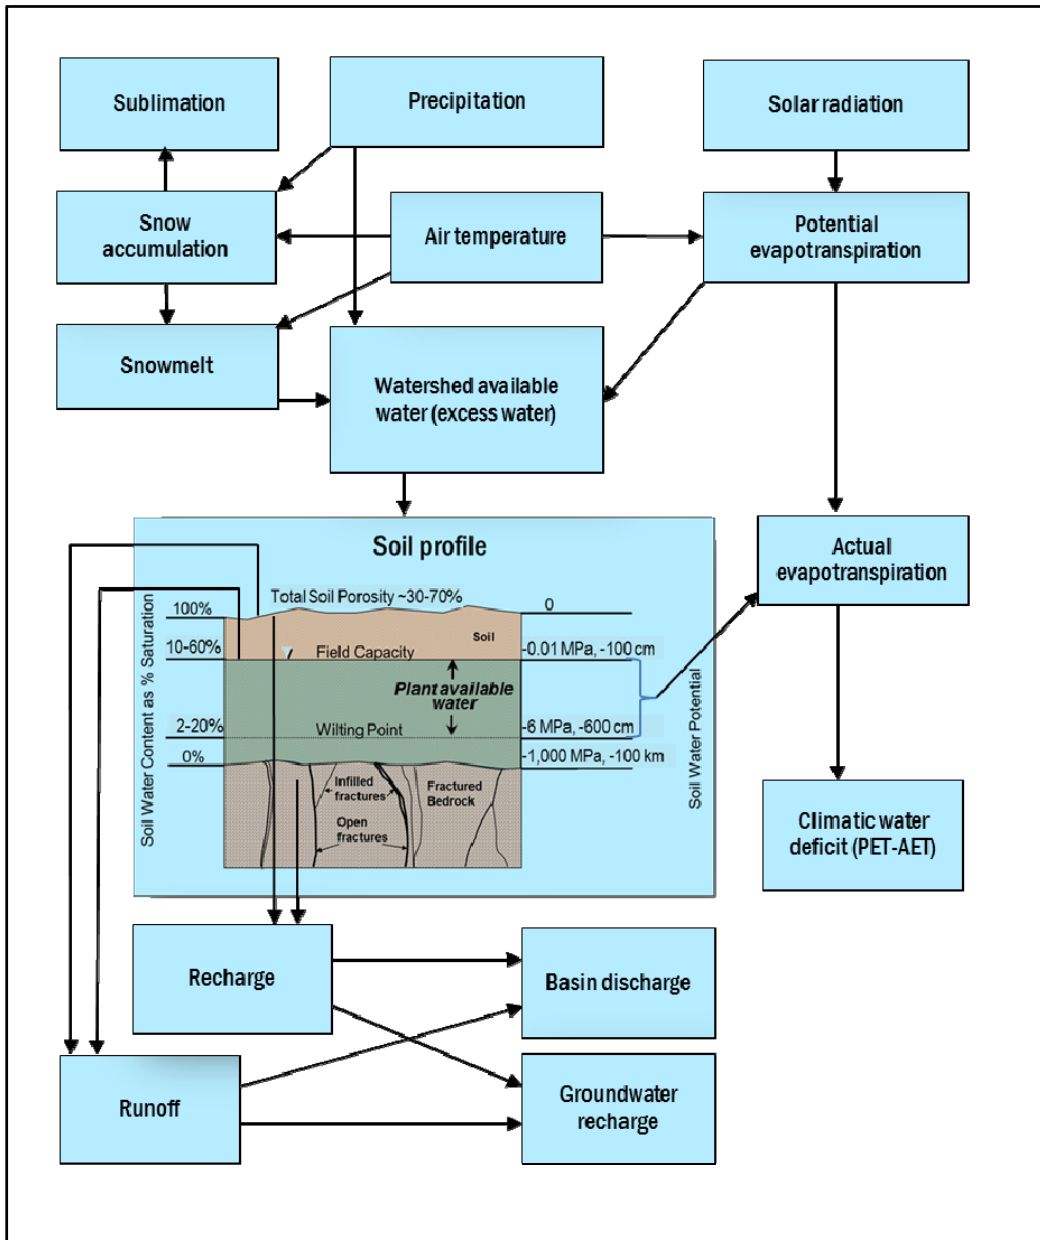 Sublimation
Precipitation
Solar radiation
Snow
accumulation
Air temperature
Potential
evapotranspiration
Snowmelt
Watershed available
water (excess water)
Soil profile
Actual
evapotranspiration
Soil Water Content as % Saturation
Total Soil Porosity ~30-70%
100%
0
Soil
10-60%
Field Capacity
-0.01 MPa, -100 cm
Plant available
water
2-20%
Wilting Point
-6 MPa, -600 cm
0%
-1,000 MPa, -100 km
Soil Water Potential
Infilled
fractures
Fractured
Bedrock
Open
fractures
Climatic water
deficit (PET-AET)
Recharge
Basin discharge
Runoff
Groundwater
recharge